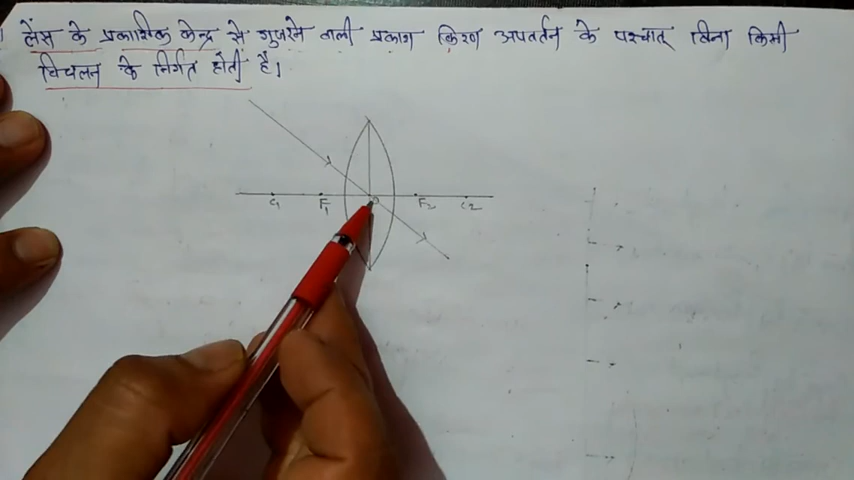 लेंस के प्रकाशिक केन्द्र से गुजरने वाली प्रकाश किरण अपवर्तन के पश्चात् बिना किसी
विचलन के निर्गत होती है।
C1 F1 O F2 C2